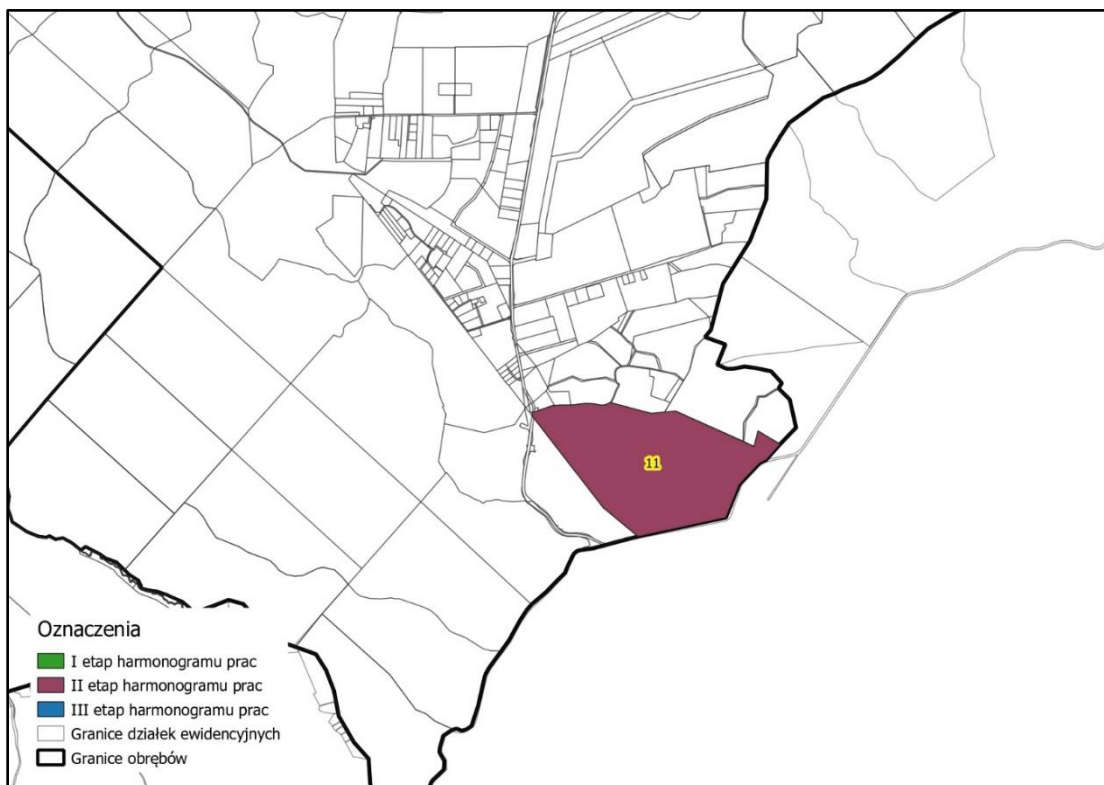 11
Oznaczenia
I etap harmonogramu prac
II etap harmonogramu prac
III etap harmonogramu prac
Granice działek ewidencyjnych
Granice obrębów